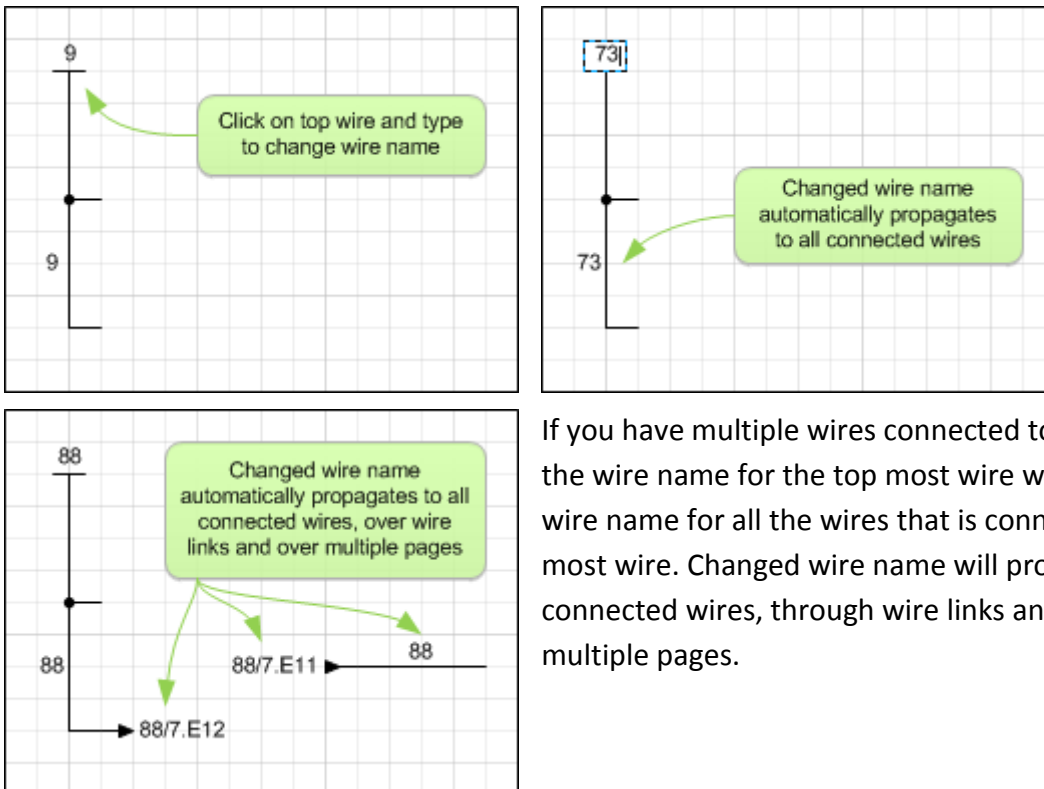 9
Click on top wire and type
to change wire name
9
73
Changed wire name
automatically propagates
to all connected wires
73
88
Changed wire name
automatically propagates to all
connected wires, over wire
links and over multiple pages
88
88/7.E11
88
88/7.E12
If you have multiple wires connected
the wire name for the top most wire
wire name for all the wires that is
most wire. Changed wire name will
connected wires, through wire links
multiple pages.